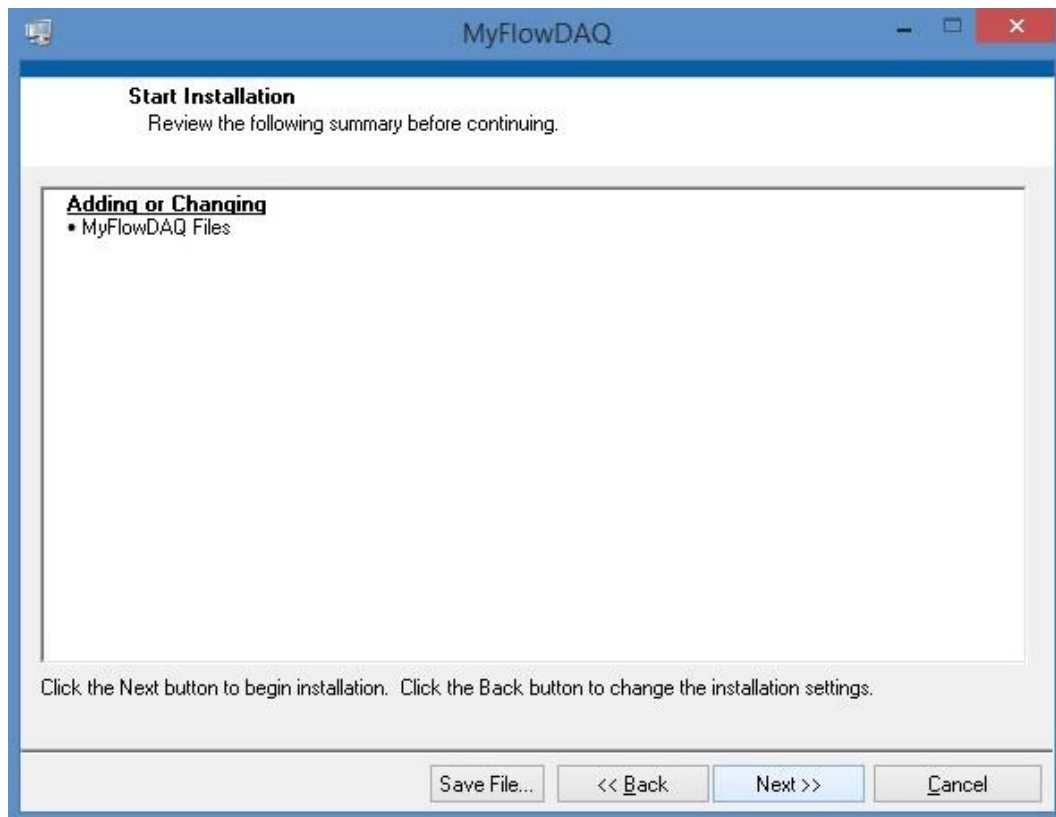 MyFlowDAQ
Start Installation
Review the following summary before continuing.
Adding or Changing
• MyFlowDAQ Files
Click the Next button to begin installation. Click the Back button to change the installation settings.
Save File... << Back Next >> Cancel